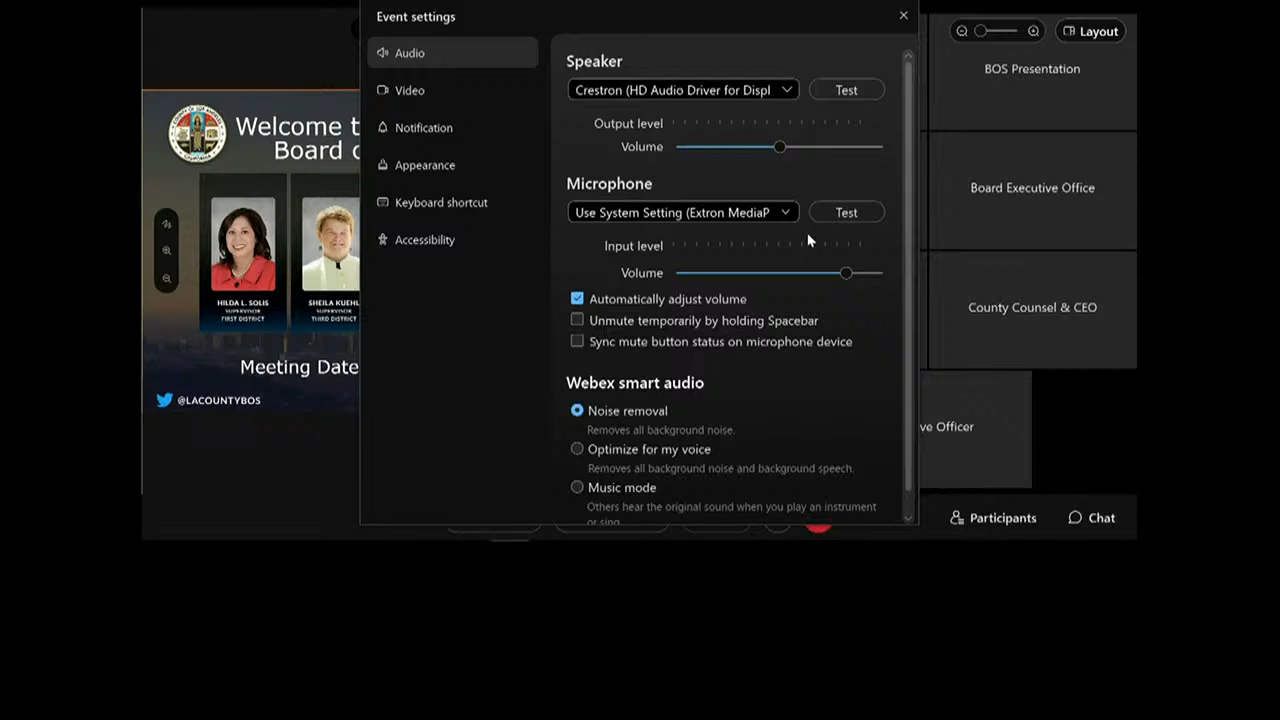 Event settings
Audio
Video
Notification
Appearance
Keyboard shortcut
Accessibility
Speaker
Crestron (HD Audio Driver for Displ
Test
Output level
Volume
Microphone
Use System Setting (Extron MediaP
Test
Input level
Volume
Automatically adjust volume
Unmute temporarily by holding Spacebar
Sync mute button status on microphone device
Webex smart audio
Noise removal
Removes all background noise.
Optimize for my voice
Removes all background noise and background speech.
Music mode
Others hear the original sound when you play an instrument
or sing
Welcome t
Board o
HILDA L. SOLIS
SUPERVISOR
FIRST DISTRICT
SHEILA KUEHL
SUPERVISOR
THIRD DISTRICT
Meeting Date
@LACOUNTYBOS
Layout
BOS Presentation
Board Executive Office
County Counsel & CEO
ve Officer
Participants
Chat